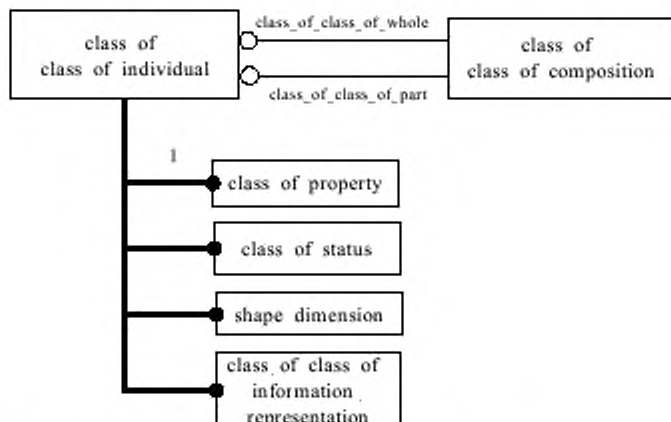 class of
class of individual
class_of_class_of_whole
class of
class of composition
class_of_class_of_part
1
class of property
class of status
shape dimension
class of class of
information
representation